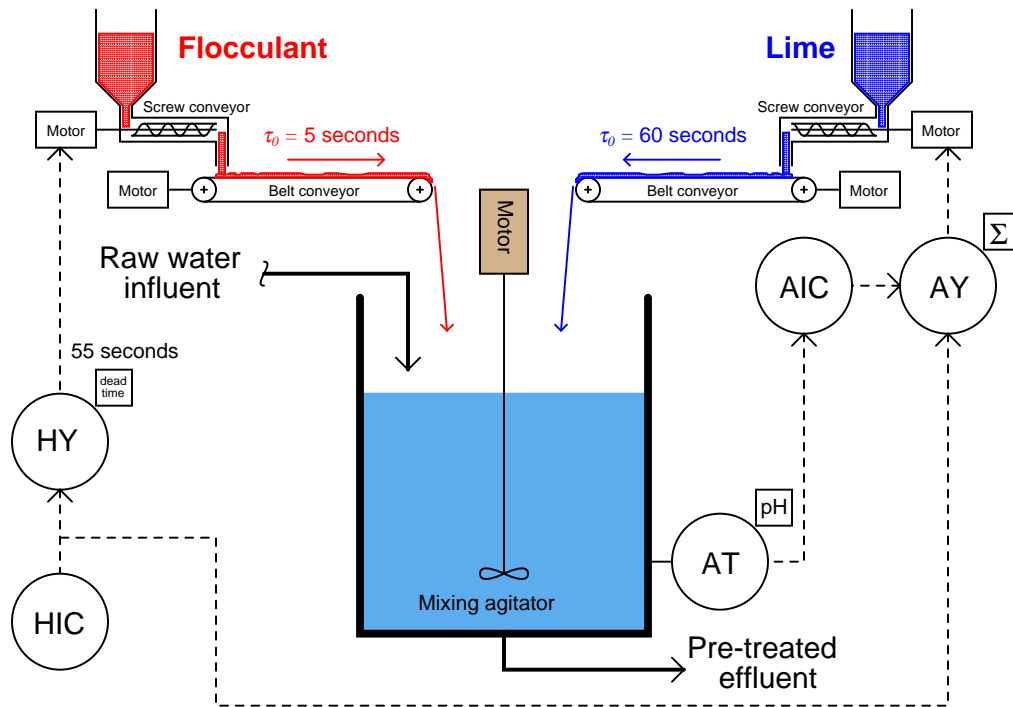 Flocculant
Lime
Screw conveyor
Screw conveyor
Motor
τ0 = 5 seconds
τ0 = 60 seconds
Motor
Motor
Belt conveyor
Belt conveyor
Motor
Motor
Σ
Raw water
influent
AIC
AY
55 seconds
dead
time
HY
pH
AT
HIC
Mixing agitator
Pre-treated
effluent